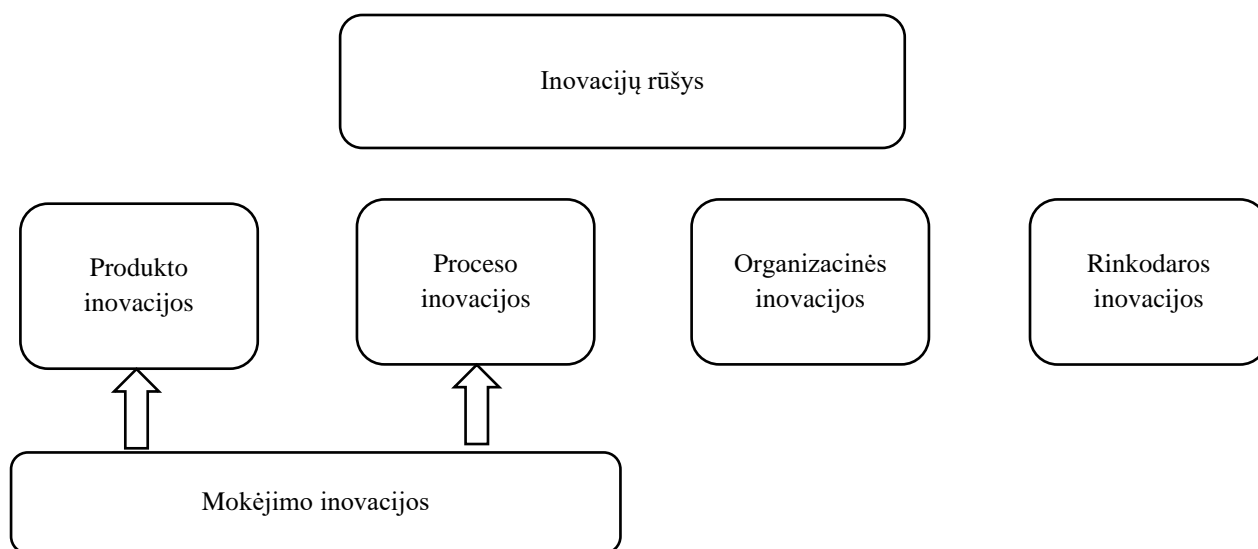 Inovacijų rūšys
Produkto
inovacijos
Proceso
inovacijos
Organizacinės
inovacijos
Rinkodaros
inovacijos
Mokėjimo inovacijos